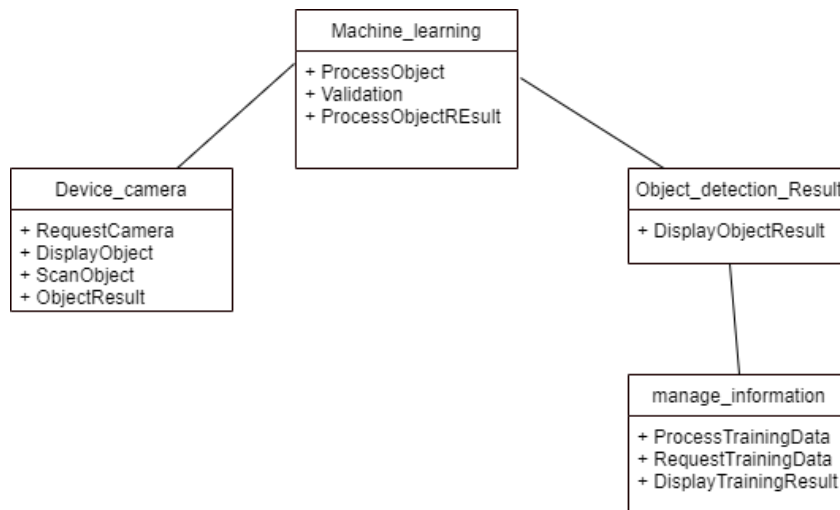 Machine_learning
+ ProcessObject
+ Validation
+ ProcessObjectREsult
Device_camera
+ RequestCamera
+ DisplayObject
+ ScanObject
+ ObjectResult
Object_detection_Result
+ DisplayObjectResult
manage_information
+ ProcessTrainingData
+ RequestTrainingData
+ DisplayTrainingResult